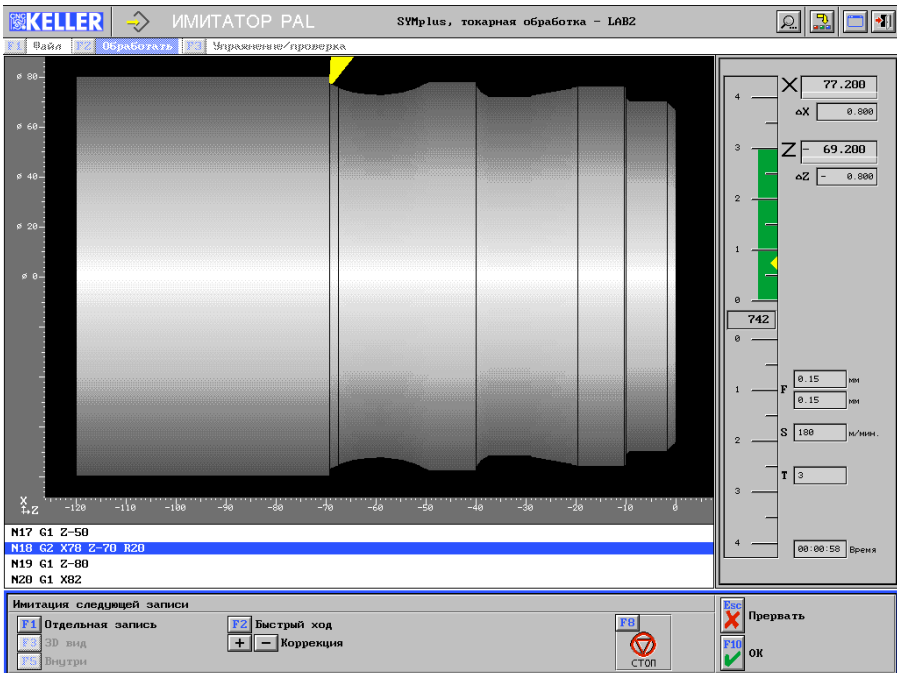 KELLER ИМИТАТОР PAL SYMplus, токарная обработка - LAB2
F1 Файл F2 Обработать F3 Упражнение/проверка
ø 80
ø 60
ø 40
ø 20
ø 0
X
Z
-120 -110 -100 -90 -80 -70 -60 -50 -40 -30 -20 -10 0
4
3
2
1
0
742
0
1
2
3
4
X 77.200
ΔX 0.800
Z - 69.200
ΔZ - 0.800
F 0.15 мм
0.15 мм
S 180 м/мин.
T 3
00:00:58 Время
N17 G1 Z-50
N18 G2 X78 Z-70 R20
N19 G1 Z-80
N20 G1 X82
Имитация следующей записи
F1 Отдельная запись F2 Быстрый ход F8
F3 3D вид + - Коррекция
F5 Внутри СТОП
Esc Прервать
F10 OK